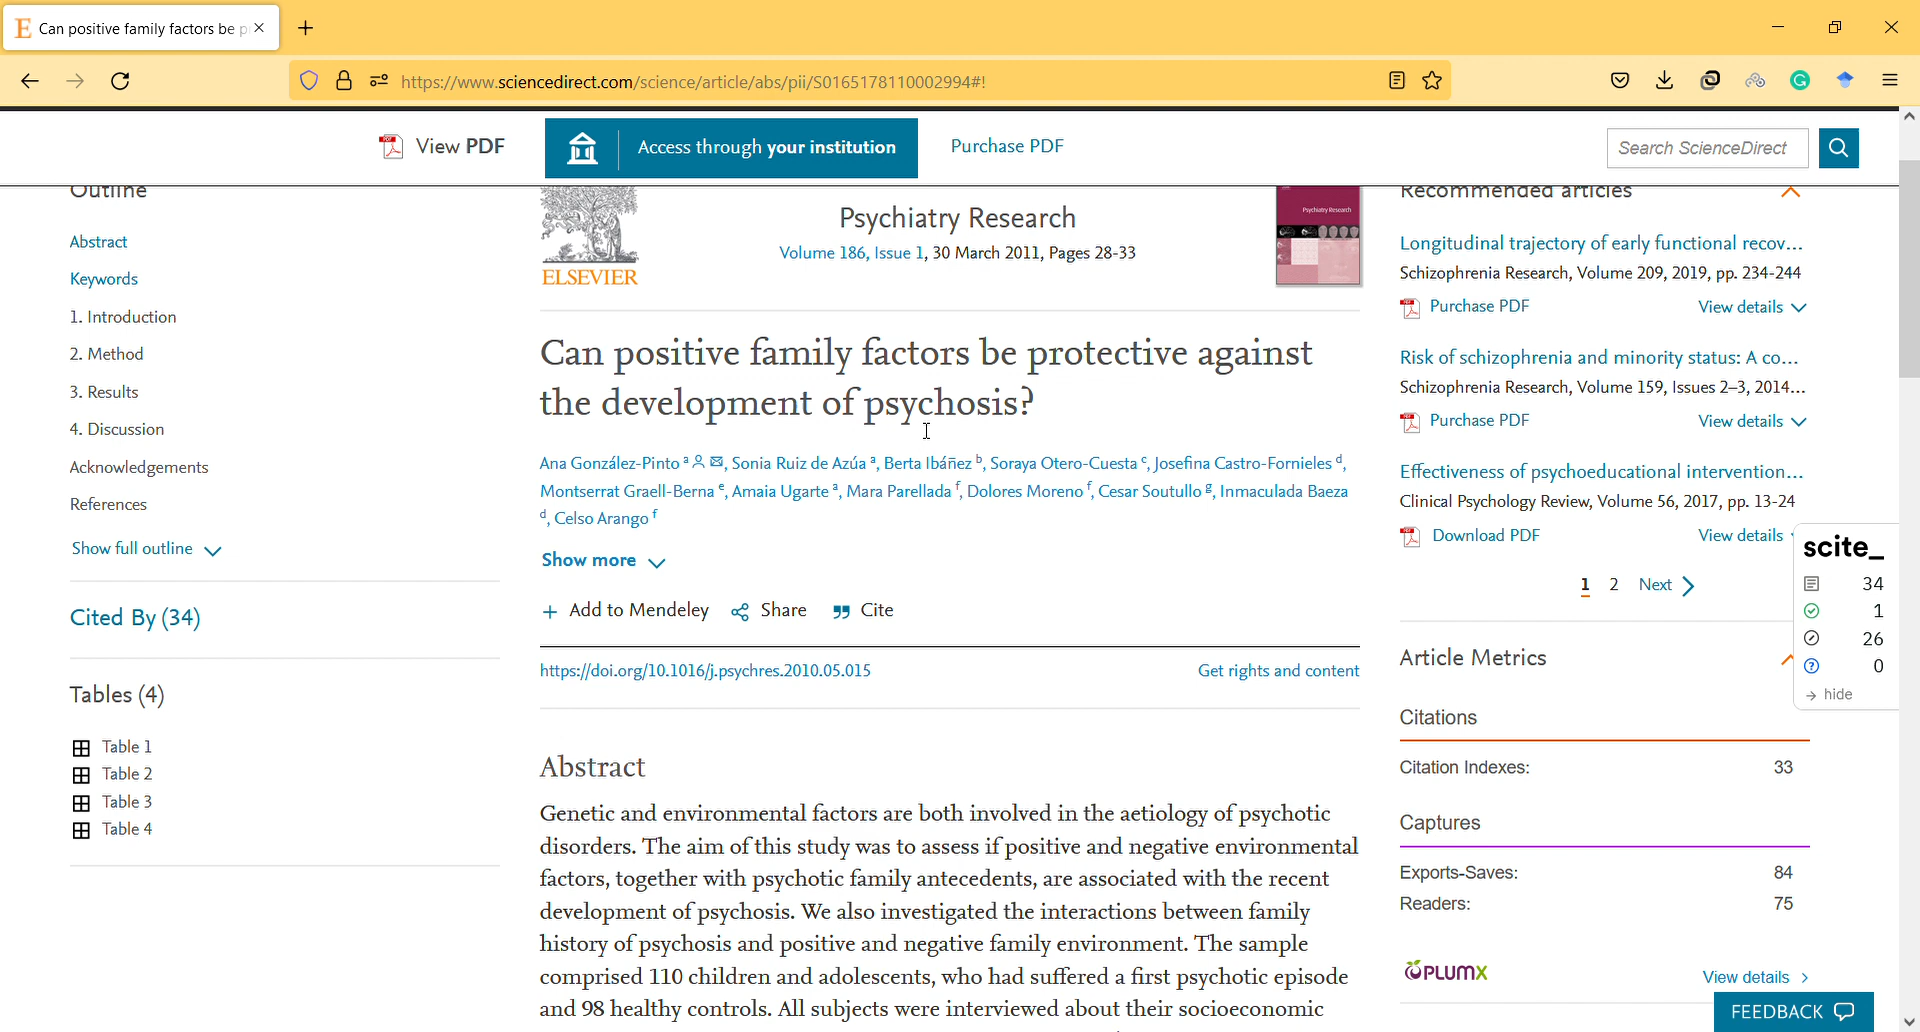 Can positive family factors be p
https://www.sciencedirect.com/science/article/abs/pii/S0165178110002994#!
View PDF
Access through your institution
Purchase PDF
Search ScienceDirect
Outline
Abstract
Keywords
1. Introduction
2. Method
3. Results
4. Discussion
Acknowledgements
References
Show full outline
Cited By (34)
Tables (4)
Table 1
Table 2
Table 3
Table 4
ELSEVIER
Psychiatry Research
Volume 186, Issue 1, 30 March 2011, Pages 28-33
Psychiatry Research
Can positive family factors be protective against
the development of psychosis?
Ana González-Pinto a, Sonia Ruiz de Azúa a, Berta Ibáñez b, Soraya Otero-Cuesta c, Josefina Castro-Fornieles d,
Montserrat Graell-Berna e, Amaia Ugarte a, Mara Parellada f, Dolores Moreno f, Cesar Soutullo g, Inmaculada Baeza
d, Celso Arango f
Show more
+ Add to Mendeley Share Cite
https://doi.org/10.1016/j.psychres.2010.05.015
Get rights and content
Abstract
Genetic and environmental factors are both involved in the aetiology of psychotic
disorders. The aim of this study was to assess if positive and negative environmental
factors, together with psychotic family antecedents, are associated with the recent
development of psychosis. We also investigated the interactions between family
history of psychosis and positive and negative family environment. The sample
comprised 110 children and adolescents, who had suffered a first psychotic episode
and 98 healthy controls. All subjects were interviewed about their socioeconomic
Recommended articles
Longitudinal trajectory of early functional recov...
Schizophrenia Research, Volume 209, 2019, pp. 234-244
Purchase PDF
View details
Risk of schizophrenia and minority status: A co...
Schizophrenia Research, Volume 159, Issues 2–3, 2014...
Purchase PDF
View details
Effectiveness of psychoeducational intervention...
Clinical Psychology Review, Volume 56, 2017, pp. 13-24
Download PDF
View details
1 2 Next
Article Metrics
Citations
Citation Indexes: 33
Captures
Exports-Saves: 84
Readers: 75
PLUMX
View details
FEEDBACK
scite_
34
1
26
0
hide